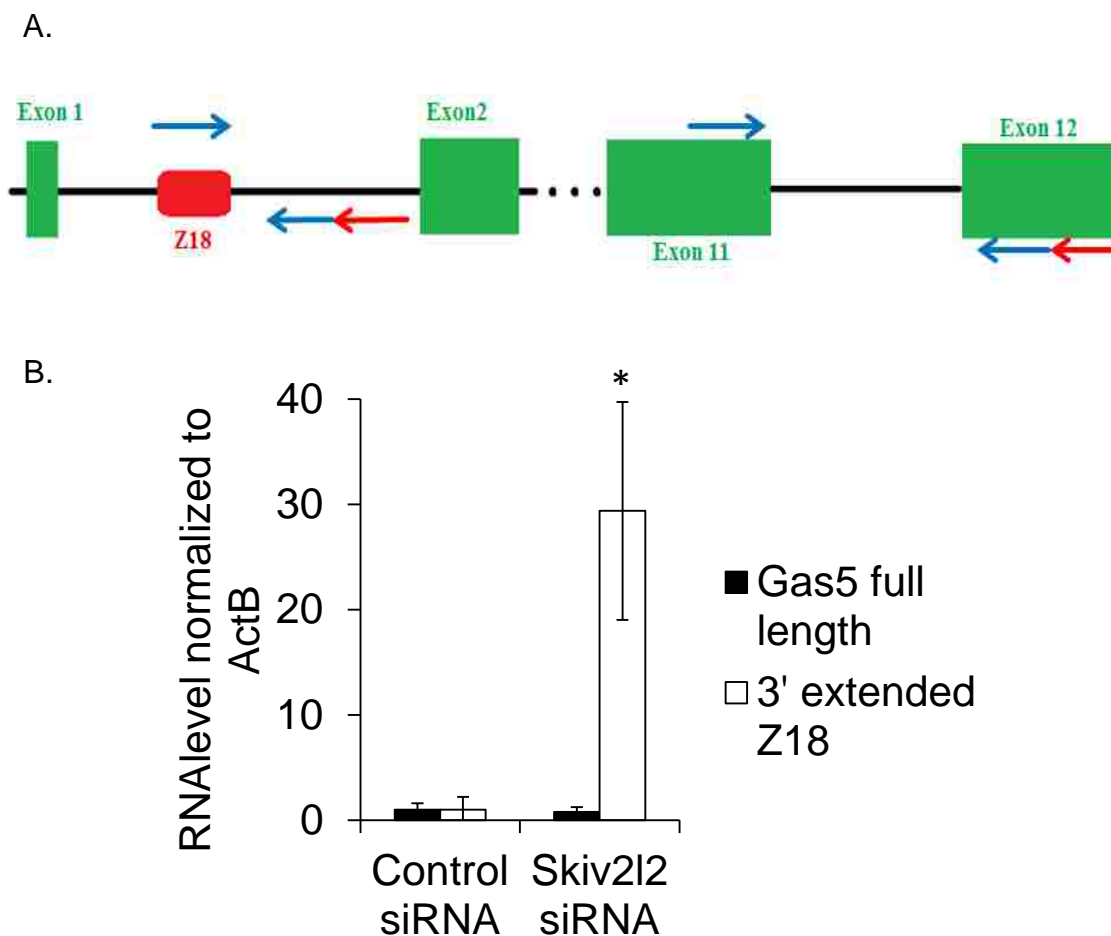 A.
Exon 1
Exon2
Exon 12
Z18
Exon 11
B.
*
RNAlevel normalized to
ActB
40
30
20
10
0
Control
siRNA
Skiv2l2
siRNA
Gas5 full
length
3' extended
Z18